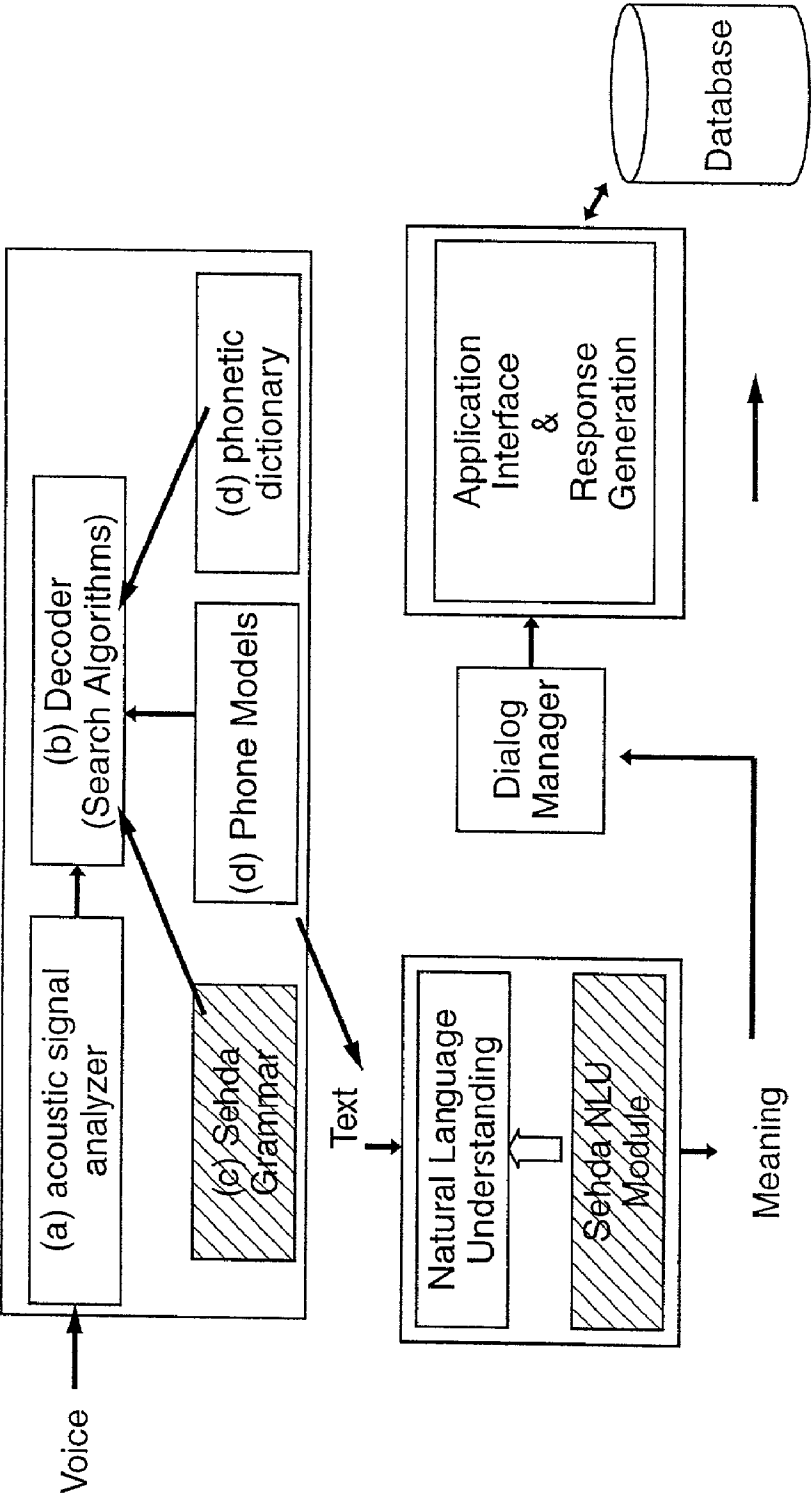 Voice
(a) acoustic signal
analyzer
(b) Decoder
(Search Algorithms)
(c) Sehda
Grammar
(d) Phone Models
(d) phonetic
dictionary
Text
Natural Language
Understanding
Sehda NLU
Module
Meaning
Dialog
Manager
Application
Interface
&
Response
Generation
Database